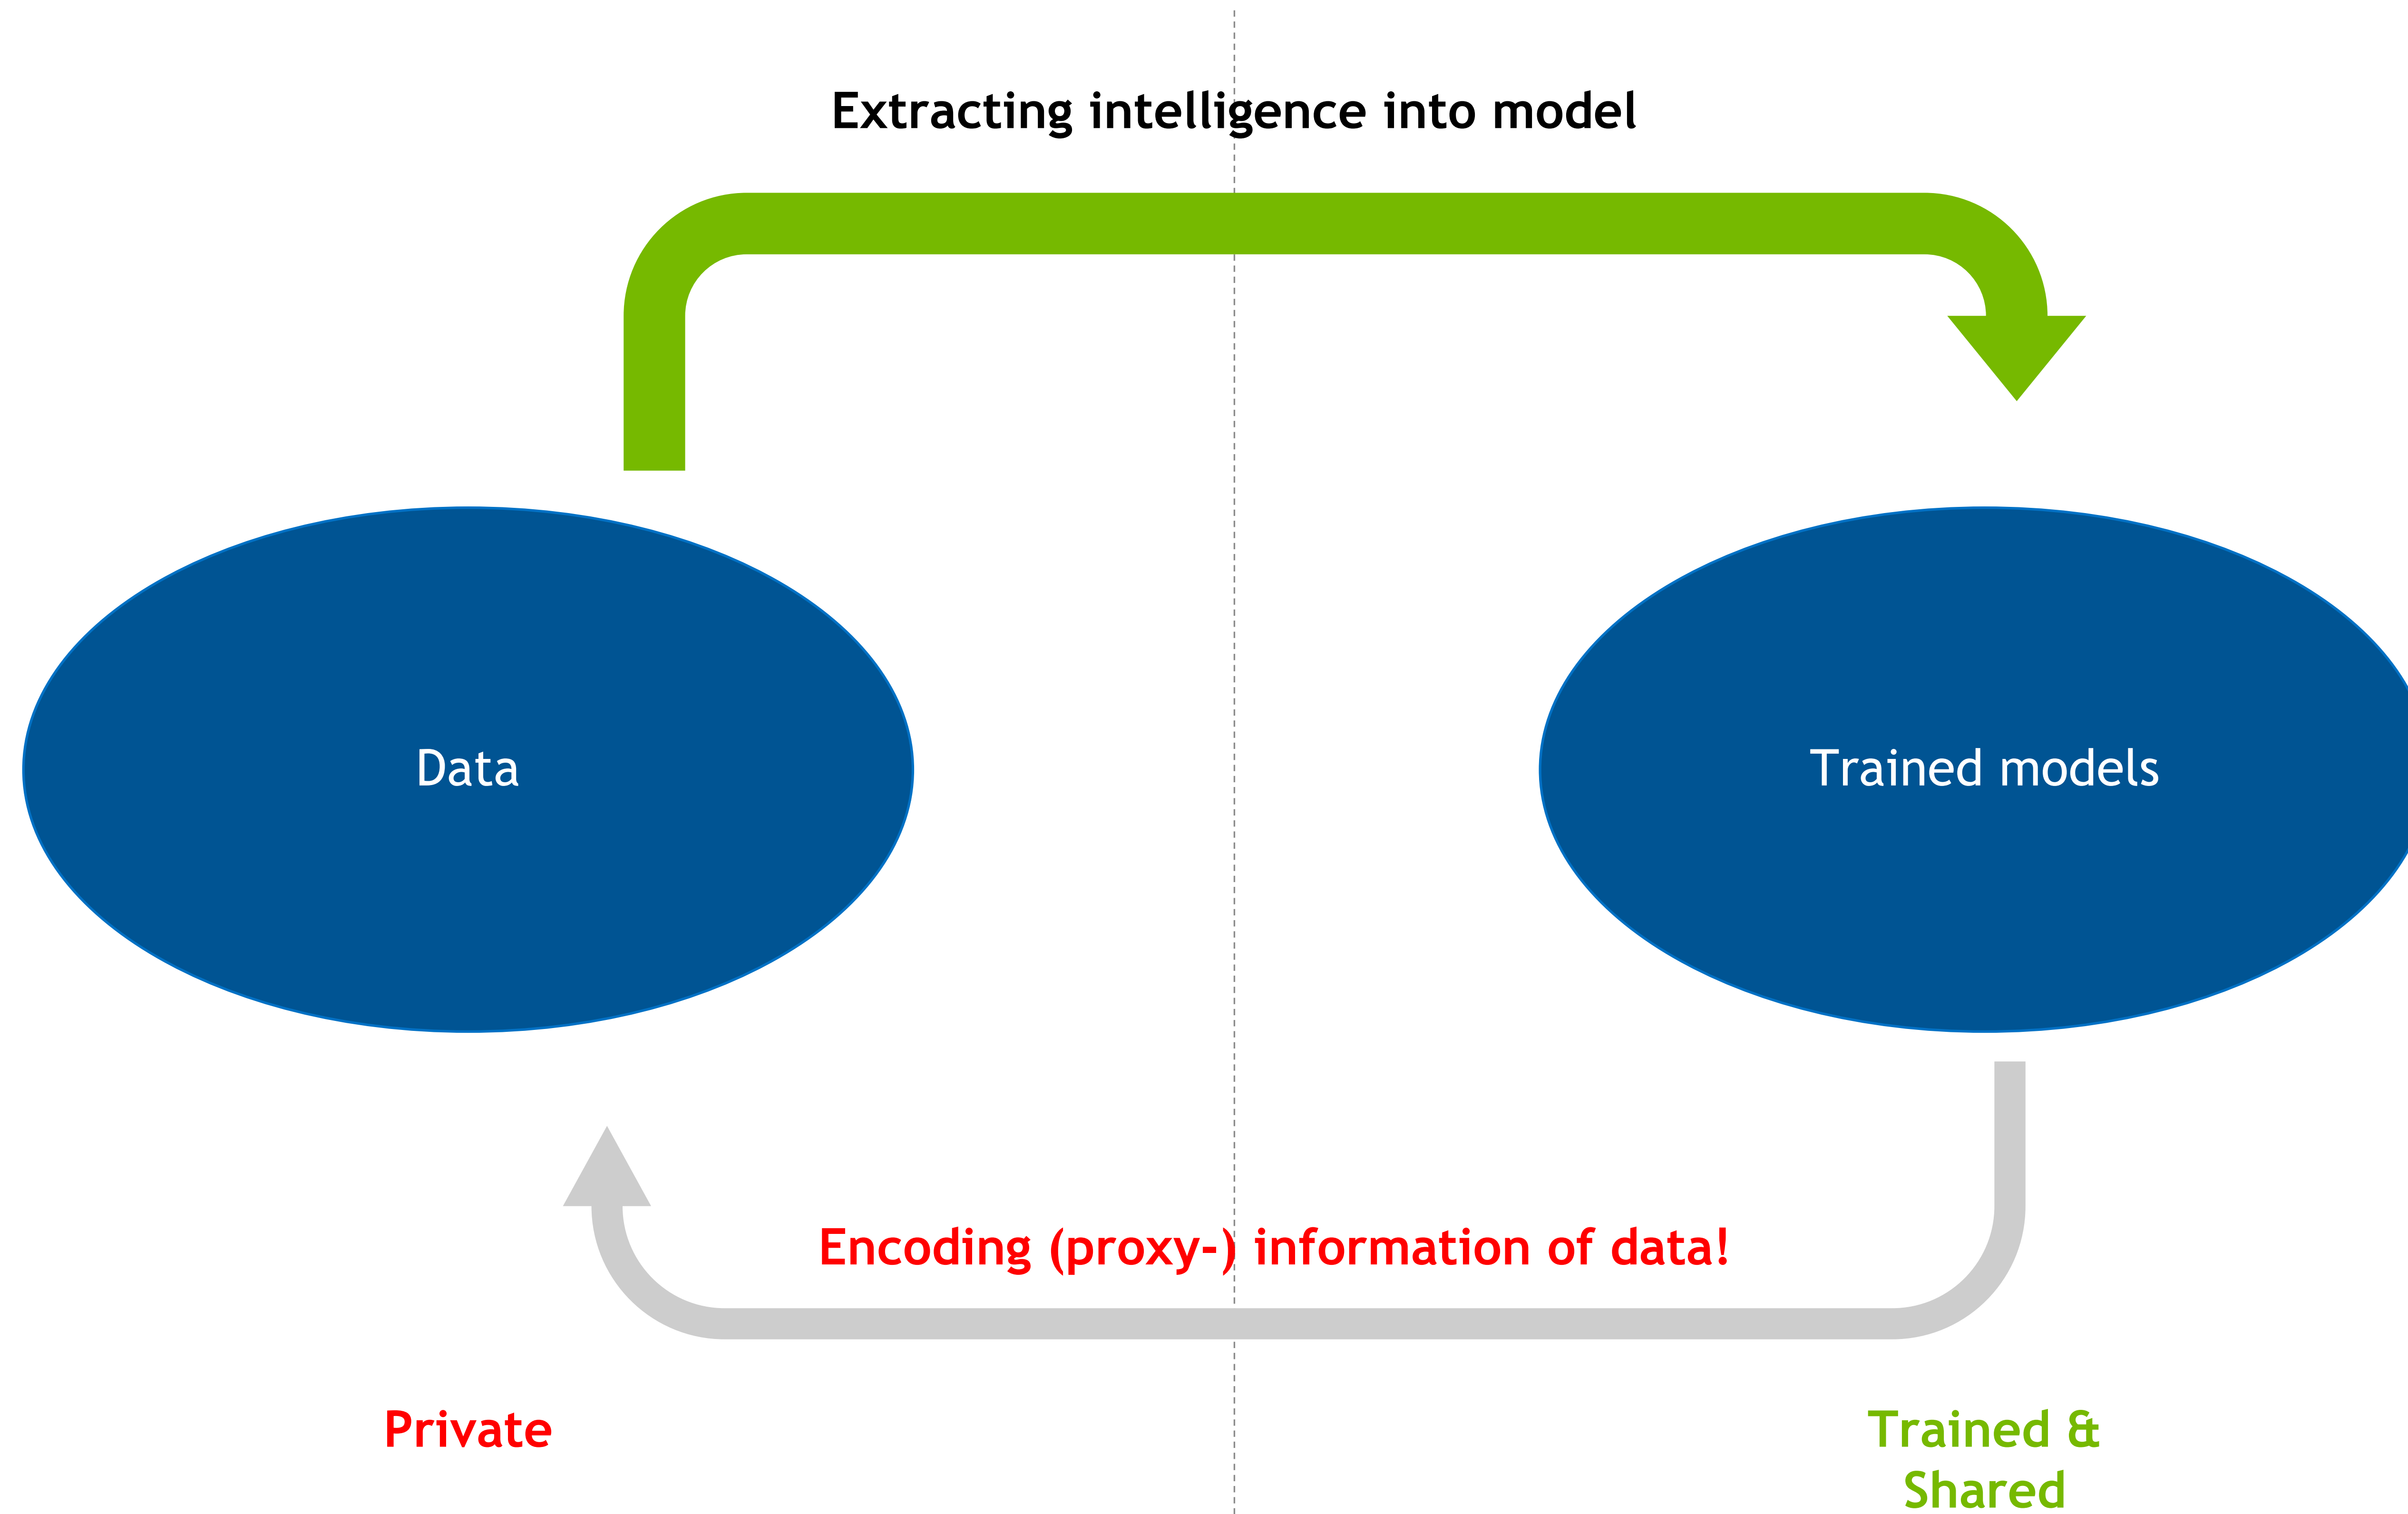 Extracting intelligence into model
Data
Trained models
Encoding (proxy-) information of data!
Private
Trained &
Shared